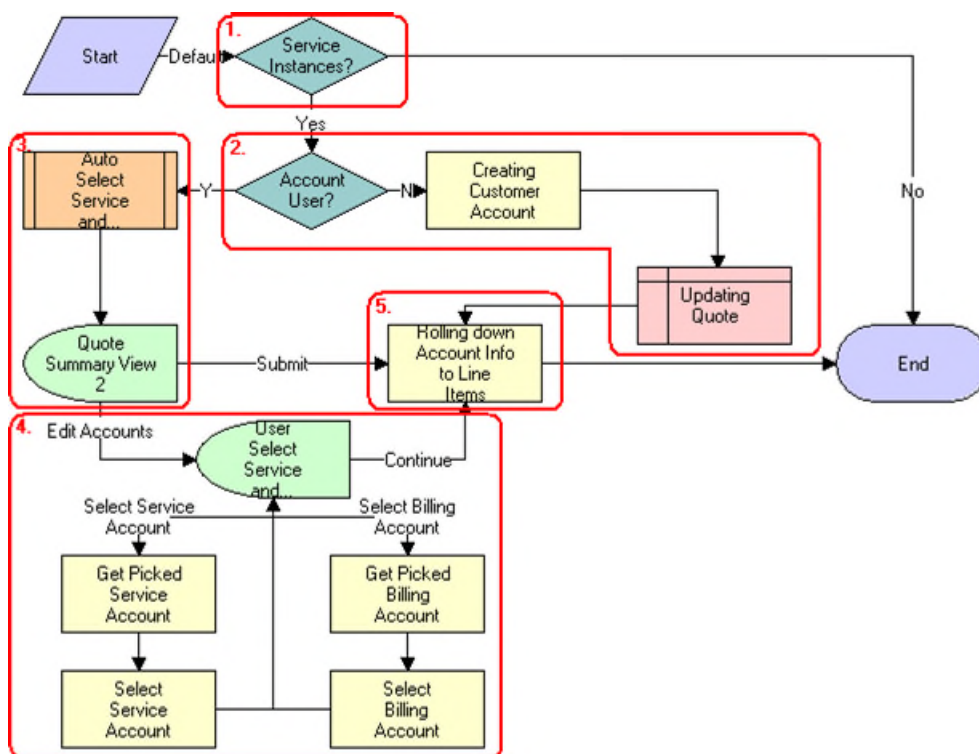 1.
Start
Default
Service
Instances?
Yes
No
2.
Account
User?
Y
N
Creating
Customer
Account
Updating
Quote
3.
Auto
Select
Service
and...
Quote
Summary View
2
Submit
5.
Rolling down
Account Info
to Line
Items
End
4.
Edit Accounts
User
Select
Service
and...
Continue
Select Service
Account
Select Billing
Account
Get Picked
Service
Account
Get Picked
Billing
Account
Select
Service
Account
Select
Billing
Account